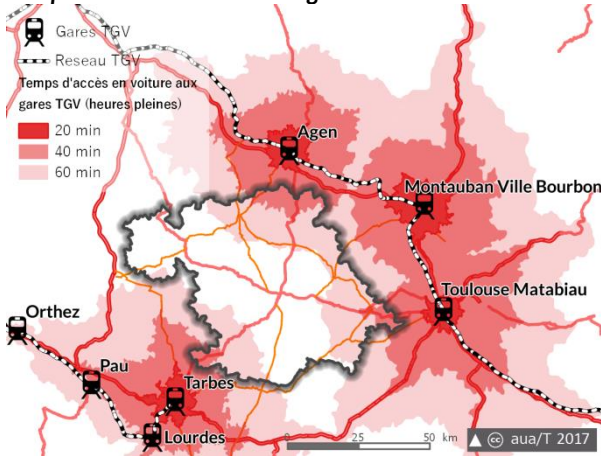 Gares TGV
Reseau TGV
Temps d'accès en voiture aux
gares TGV (heures pleines)
20 min
40 min
60 min
Agen
Montauban Ville Bourbon
Toulouse Matabiau
Orthez
Pau
Tarbes
Lourdes
0 25 50 km
cc aua/T 2017